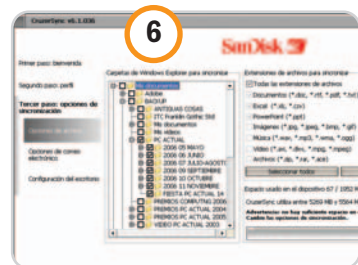 CruzerSync v6.1.036
6
SanDisk
Primer paso: bienvenida
Segundo paso: perfil
Tercer paso: opciones de
sincronización
Opciones de archivo
Opciones de correo
electrónico
Configuración del escritorio
Carpetas de Windows Explorer para sincronizar
Mis documentos
Adobe
BACKUP
ANTIGUAS COSAS
ITC Franklin Gothic Std
Mis documentos
Mis videos
PC ACTUAL
2006 05 MAYO
2006 06 JUNIO
2006 07 JULIO-AGOSTO
2006 09 SEPTIEMBRE
2006 10 OCTUBRE
2006 11 NOVIEMBRE
FIESTA PC ACTUAL 14
PREMIOS COMPUTING 2006
PREMIOS PC ACTUAL 2004
PREMIOS PC ACTUAL 2005
VIDEO PC ACTUAL 2003
Extensiones de archivo para sincronizar
Todas las extensiones de archivos
Documentos (*.doc, *.rtf, *.pdf, *.txt)
Excel (*.xls, *.csv)
PowerPoint (*.ppt)
Imágenes (*.jpg, *.jpeg, *.bmp, *.gif)
Música (*.wav, *.mp3, *.wma, *.ogg)
Video (*.avi, *.divx, *.mpg, *.mpeg)
Archivos (*.zip, *.rar, *.ace)
Seleccionar todos
Espacio usado en el depositivo 67 / 1952 M
CruzerSync utiliza entre 5269 MB y 5564 M
Advertencia: no hay suficiente espacio en
Cambie las opciones de sincronización.